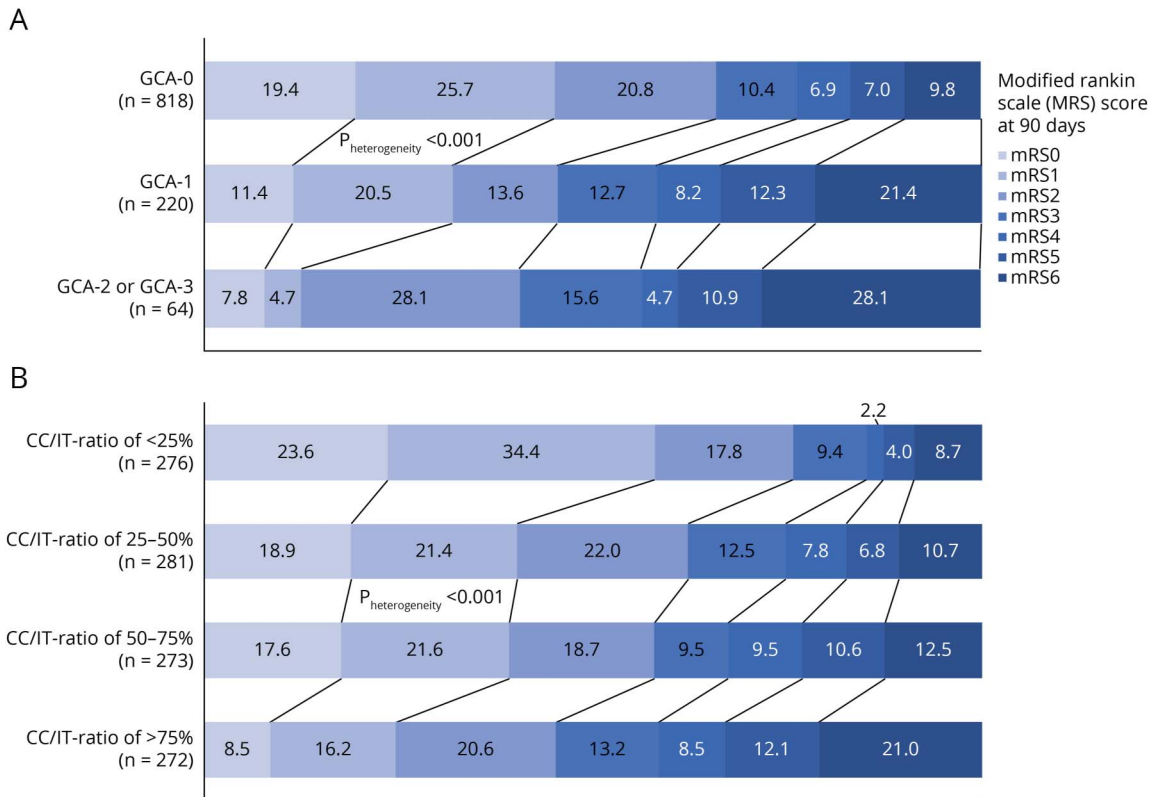 A
GCA-0
(n = 818)
19.4 25.7 20.8 10.4 6.9 7.0 9.8
Pheterogeneity <0.001
GCA-1
(n = 220)
11.4 20.5 13.6 12.7 8.2 12.3 21.4
GCA-2 or GCA-3
(n = 64)
7.8 4.7 28.1 15.6 4.7 10.9 28.1
Modified rankin
scale (MRS) score
at 90 days
mRS0
mRS1
mRS2
mRS3
mRS4
mRS5
mRS6
B
2.2
CC/IT-ratio of <25%
(n = 276)
23.6 34.4 17.8 9.4 4.0 8.7
CC/IT-ratio of 25–50%
(n = 281)
18.9 21.4 22.0 12.5 7.8 6.8 10.7
Pheterogeneity <0.001
CC/IT-ratio of 50–75%
(n = 273)
17.6 21.6 18.7 9.5 9.5 10.6 12.5
CC/IT-ratio of >75%
(n = 272)
8.5 16.2 20.6 13.2 8.5 12.1 21.0